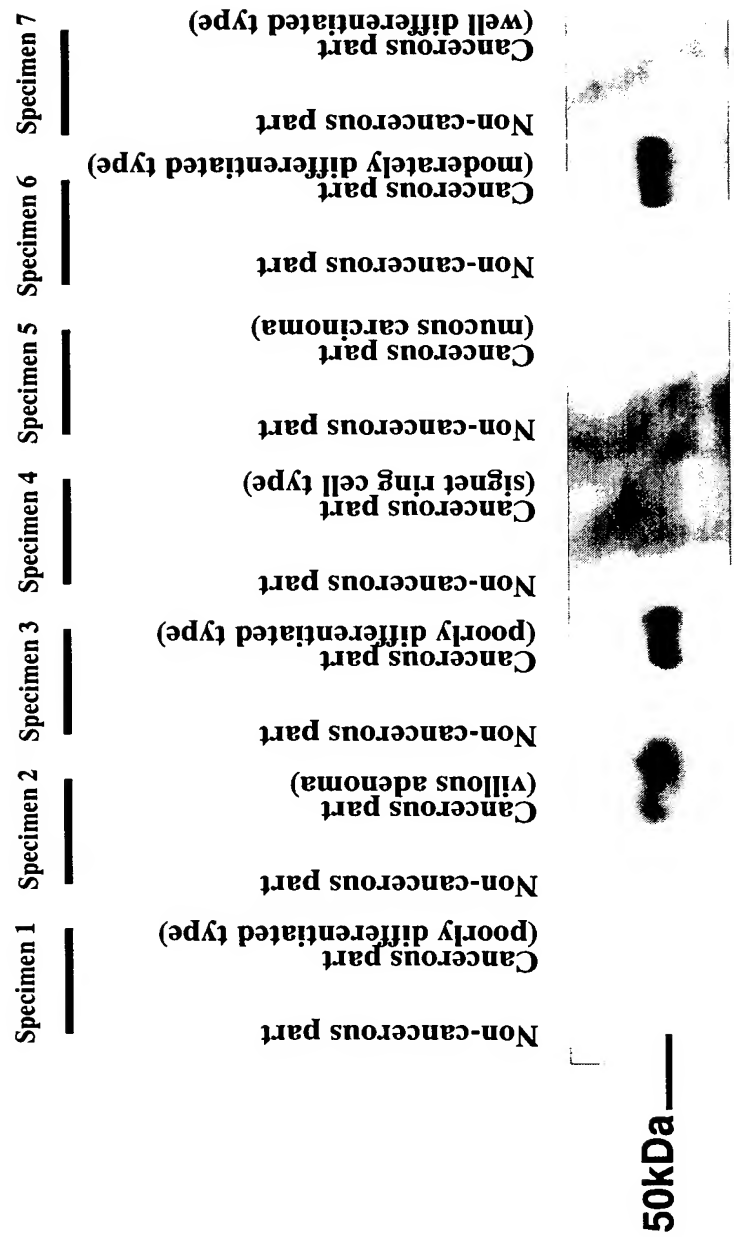 Specimen 1
Non-cancerous part
Cancerous part
(poorly differentiated type)
Specimen 2
Non-cancerous part
Cancerous part
(villous adenoma)
Specimen 3
Non-cancerous part
Cancerous part
(poorly differentiated type)
Specimen 4
Non-cancerous part
Cancerous part
(signet ring cell type)
Specimen 5
Non-cancerous part
Cancerous part
(mucous carcinoma)
Specimen 6
Non-cancerous part
Cancerous part
(moderately differentiated type)
Specimen 7
Non-cancerous part
Cancerous part
(well differentiated type)
50kDa